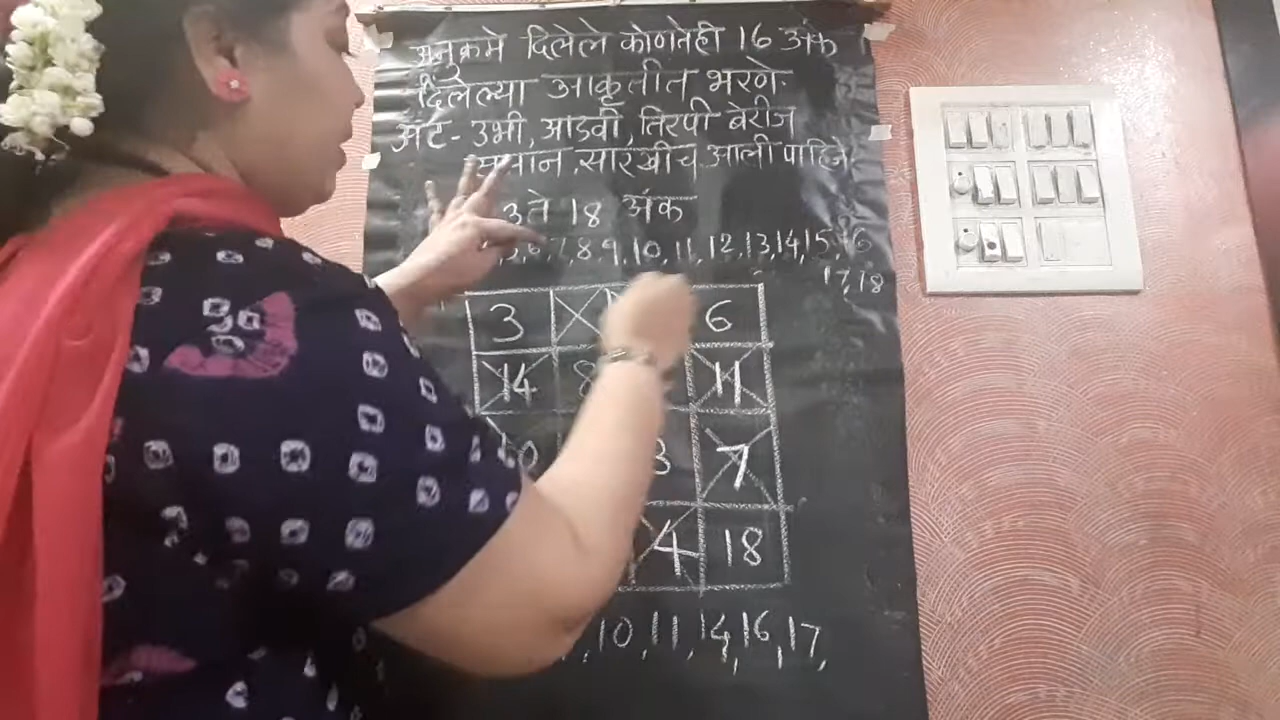 अनुक्रमे दिलेले कोणतेही 16 अंक
दिलेल्या आकृतीत भरणे.
अट - उभी, आडवी, तिरपी बेरीज
समान, सारखीच आली पाहिजे.
3 ते 18 अंक
6, 7, 8, 9, 10, 11, 12, 13, 14, 15, 16
17, 18
3 6
14 8 11
3 7
4 18
10, 11, 14, 16, 17,